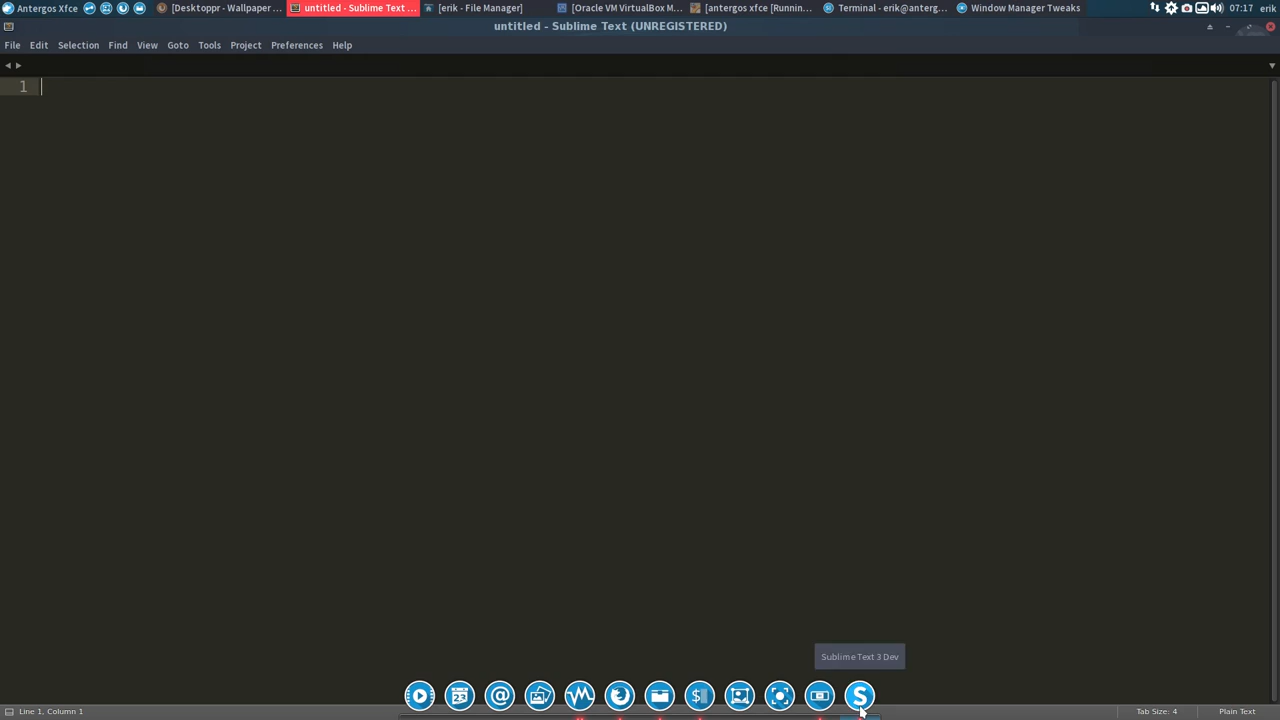 Antergos Xfce [Desktoppr - Wallpaper ... untitled - Sublime Text ... [erik - File Manager] [Oracle VM VirtualBox M... [antergos xfce [Runnin... Terminal - erik@anterg... Window Manager Tweaks 07:17 erik
untitled - Sublime Text (UNREGISTERED)
File Edit Selection Find View Goto Tools Project Preferences Help
1
Sublime Text 3 Dev
23 @ $ S
Line 1, Column 1 Tab Size: 4 Plain Text